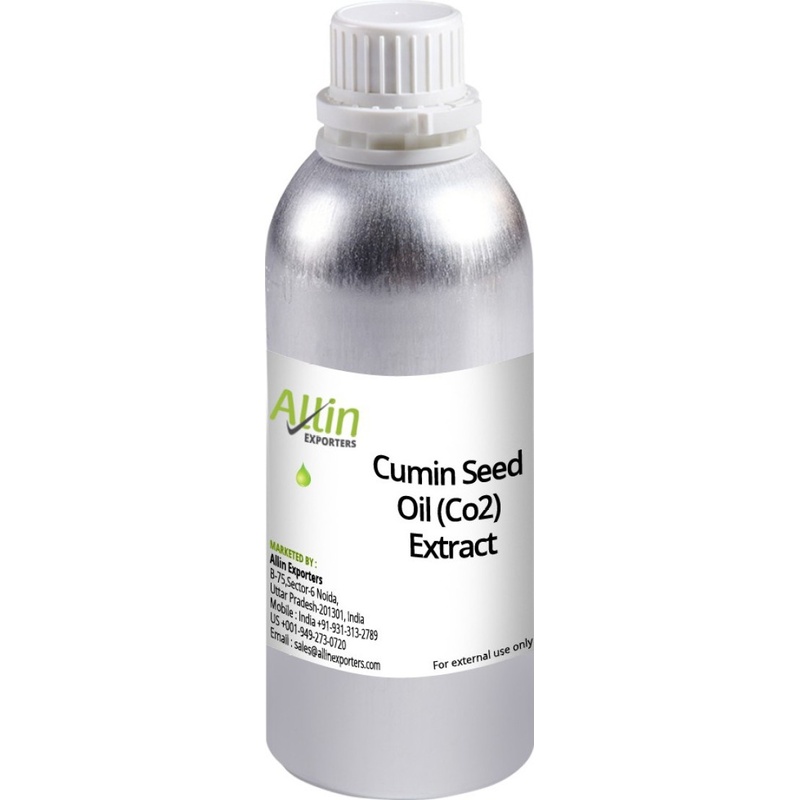 Allin
EXPORTERS
Cumin Seed
Oil (Co2)
Extract
MARKETED BY :
Allin Exporters
B-75,Sector-6 Noida,
Uttar Pradesh-201301, India
Mobile : India +91-931-313-2789
US +001-949-273-0720
Email : sales@allinexporters.com
For external use only